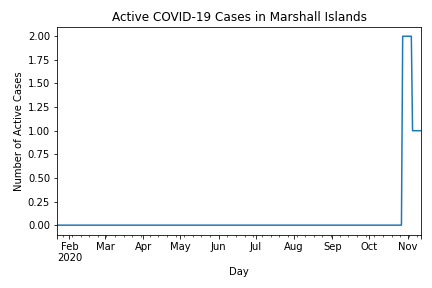 Active COVID-19 Cases in Marshall Islands
Number of Active Cases
2.00
1.75
1.50
1.25
1.00
0.75
0.50
0.25
0.00
Feb Mar Apr May Jun Jul Aug Sep Oct Nov
2020
Day